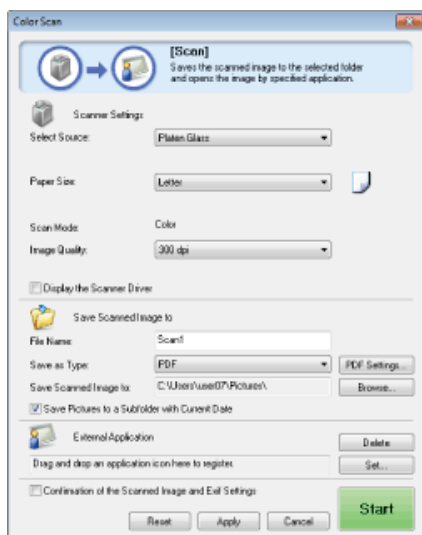 Color Scan
[Scan]
Saves the scanned image to the selected folder
and opens the image by specified application.
Scanner Settings
Select Source: Platen Glass
Paper Size: Letter
Scan Mode: Color
Image Quality: 300 dpi
Display the Scanner Driver
Save Scanned Image to
File Name: Scan1
Save as Type: PDF PDF Settings...
Save Scanned Image to: C:\Users\user07\Pictures\ Browse...
Save Pictures to a Subfolder with Current Date
External Application Delete
Drag and drop an application icon here to register. Set...
Confirmation of the Scanned Image and Exif Settings
Reset Apply Cancel Start